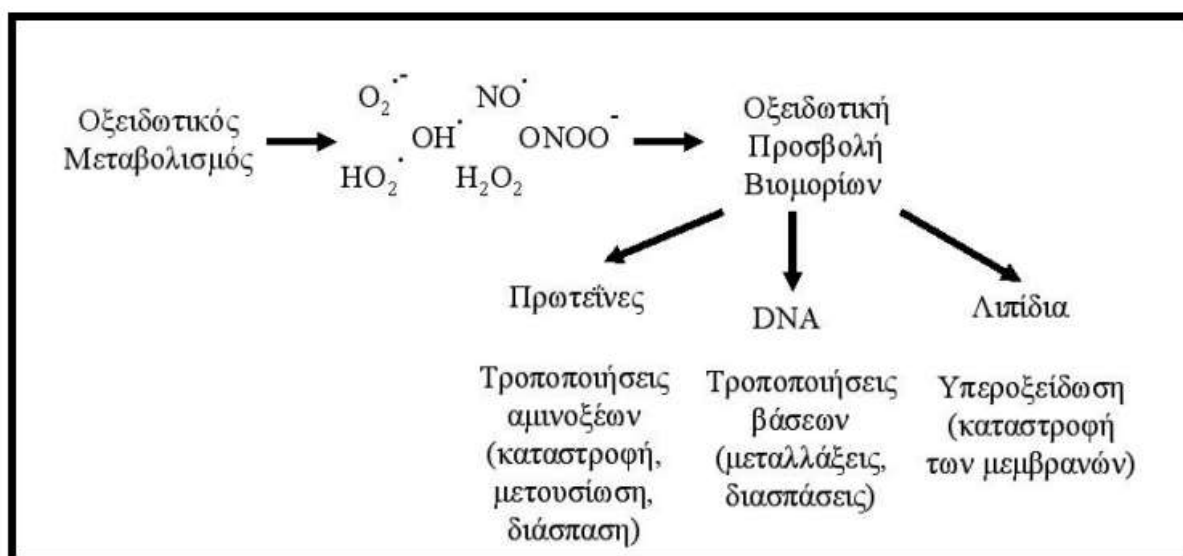 Οξειδωτικός
Μεταβολισμός
O₂˙⁻ NO˙
OH˙ ONOO⁻
HO₂˙ H₂O₂
Οξειδωτική
Προσβολή
Βιομορίων
Πρωτεΐνες
Τροποποιήσεις
αμινοξέων
(καταστροφή,
μετουσίωση,
διάσπαση)
DNA
Τροποποιήσεις
βάσεων
(μεταλλάξεις,
διασπάσεις)
Λιπίδια
Υπεροξείδωση
(καταστροφή
των μεμβρανών)